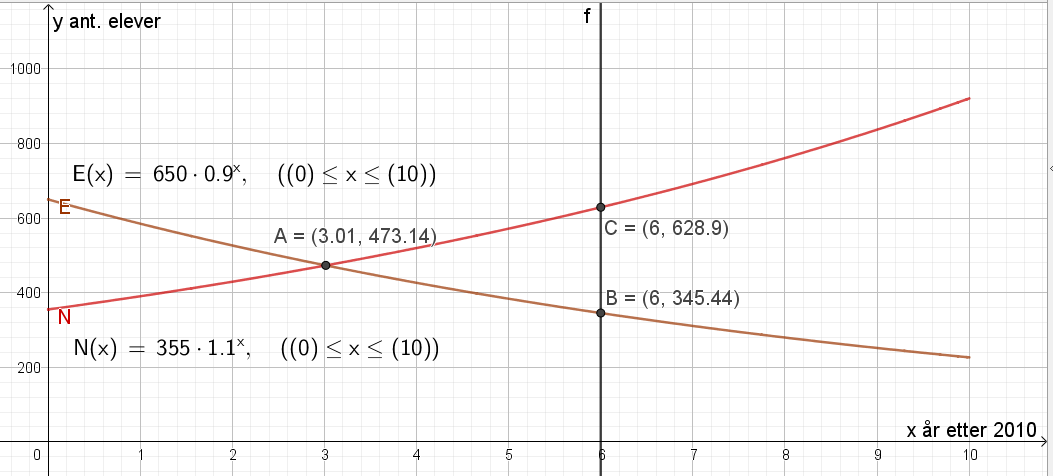 y ant. elever
f
1000
800
E(x) = 650 · 0.9ˣ, ((0) ≤ x ≤ (10))
E
600
C = (6, 628.9)
A = (3.01, 473.14)
400
B = (6, 345.44)
N
N(x) = 355 · 1.1ˣ, ((0) ≤ x ≤ (10))
200
x år etter 2010
0 1 2 3 4 5 6 7 8 9 10